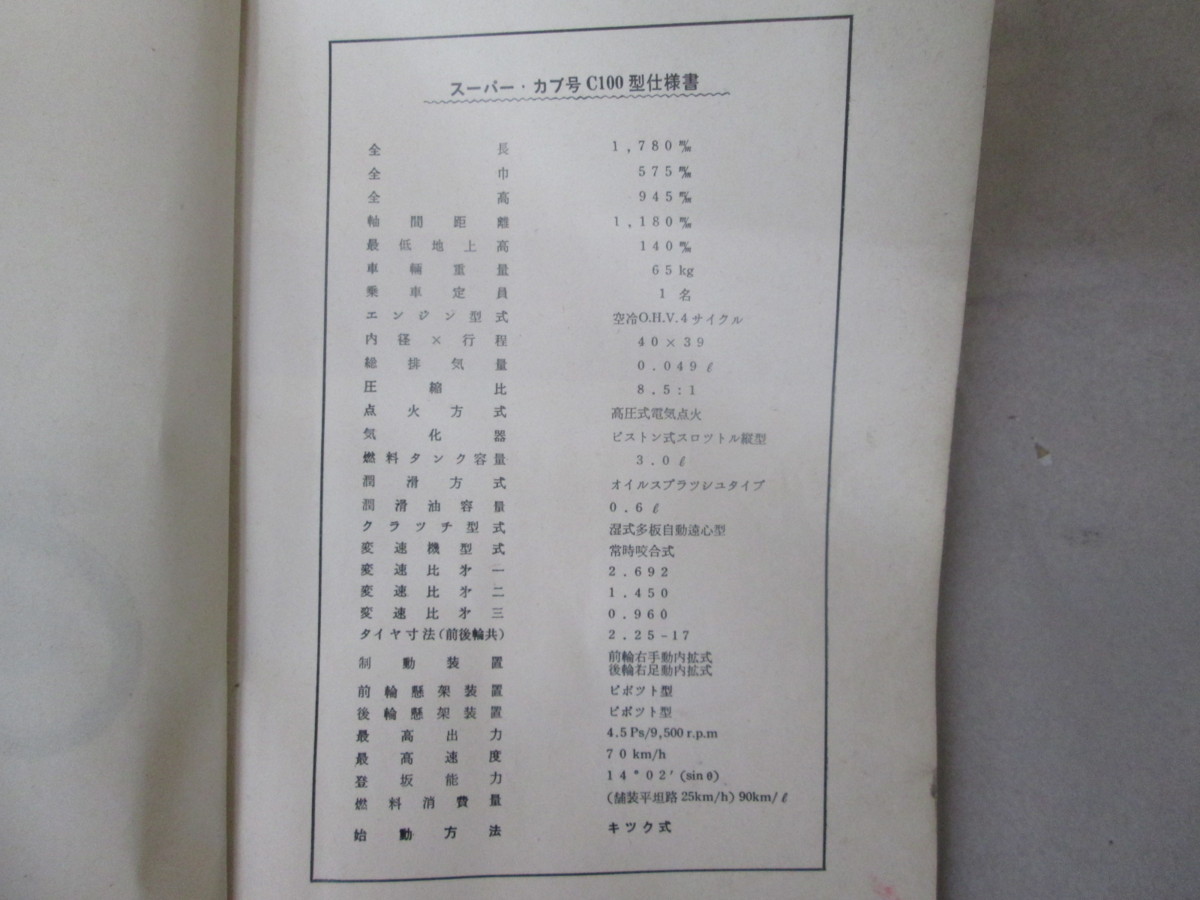 スーパー・カブ号C100型仕様書
全長 1,780㎜
全巾 575㎜
全高 945㎜
軸間距離 1,180㎜
最低地上高 140㎜
車輛重量 65kg
乗車定員 1名
エンジン型式 空冷O.H.V.4サイクル
内径×行程 40×39
総排気量 0.049ℓ
圧縮比 8.5:1
点火方式 高圧式電気点火
気化器 ピストン式スロツトル縦型
燃料タンク容量 3.0ℓ
潤滑方式 オイルスプラツシユタイプ
潤滑油容量 0.6ℓ
クラツチ型式 湿式多板自動遠心型
変速機型式 常時咬合式
変速比才一 2.692
変速比才二 1.450
変速比才三 0.960
タイヤ寸法(前後輪共) 2.25-17
制動装置 前輪右手動内拡式
後輪右足動内拡式
前輪懸架装置 ピボツト型
後輪懸架装置 ピボツト型
最高出力 4.5Ps/9,500r.p.m
最高速度 70km/h
登坂能力 14°02′(sinθ)
燃料消費量 (舗装平坦路25km/h)90km/ℓ
始動方法 キツク式